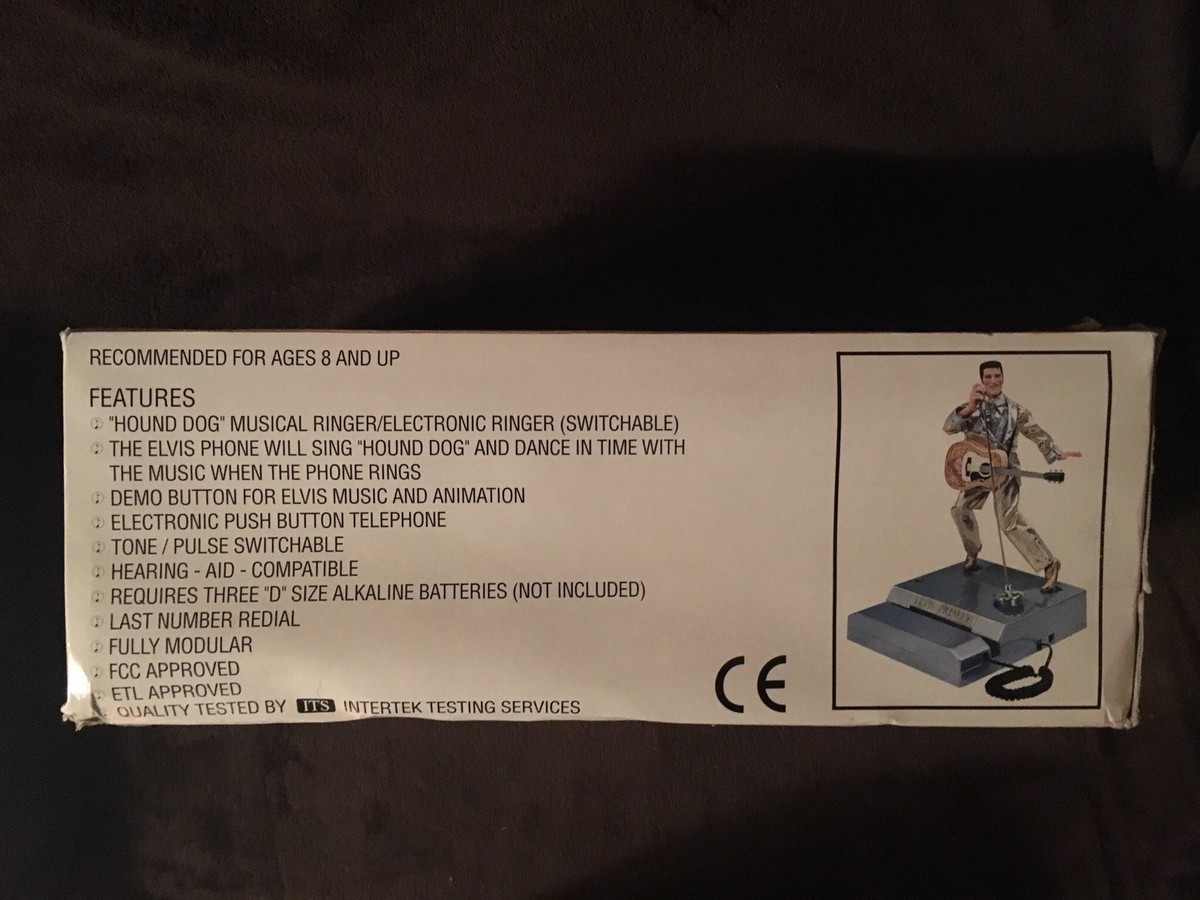 RECOMMENDED FOR AGES 8 AND UP
FEATURES
"HOUND DOG" MUSICAL RINGER/ELECTRONIC RINGER (SWITCHABLE)
THE ELVIS PHONE WILL SING "HOUND DOG" AND DANCE IN TIME WITH
THE MUSIC WHEN THE PHONE RINGS
DEMO BUTTON FOR ELVIS MUSIC AND ANIMATION
ELECTRONIC PUSH BUTTON TELEPHONE
TONE / PULSE SWITCHABLE
HEARING - AID - COMPATIBLE
REQUIRES THREE "D" SIZE ALKALINE BATTERIES (NOT INCLUDED)
LAST NUMBER REDIAL
FULLY MODULAR
FCC APPROVED
ETL APPROVED
QUALITY TESTED BY ITS INTERTEK TESTING SERVICES
CE
ELVIS PRESLEY